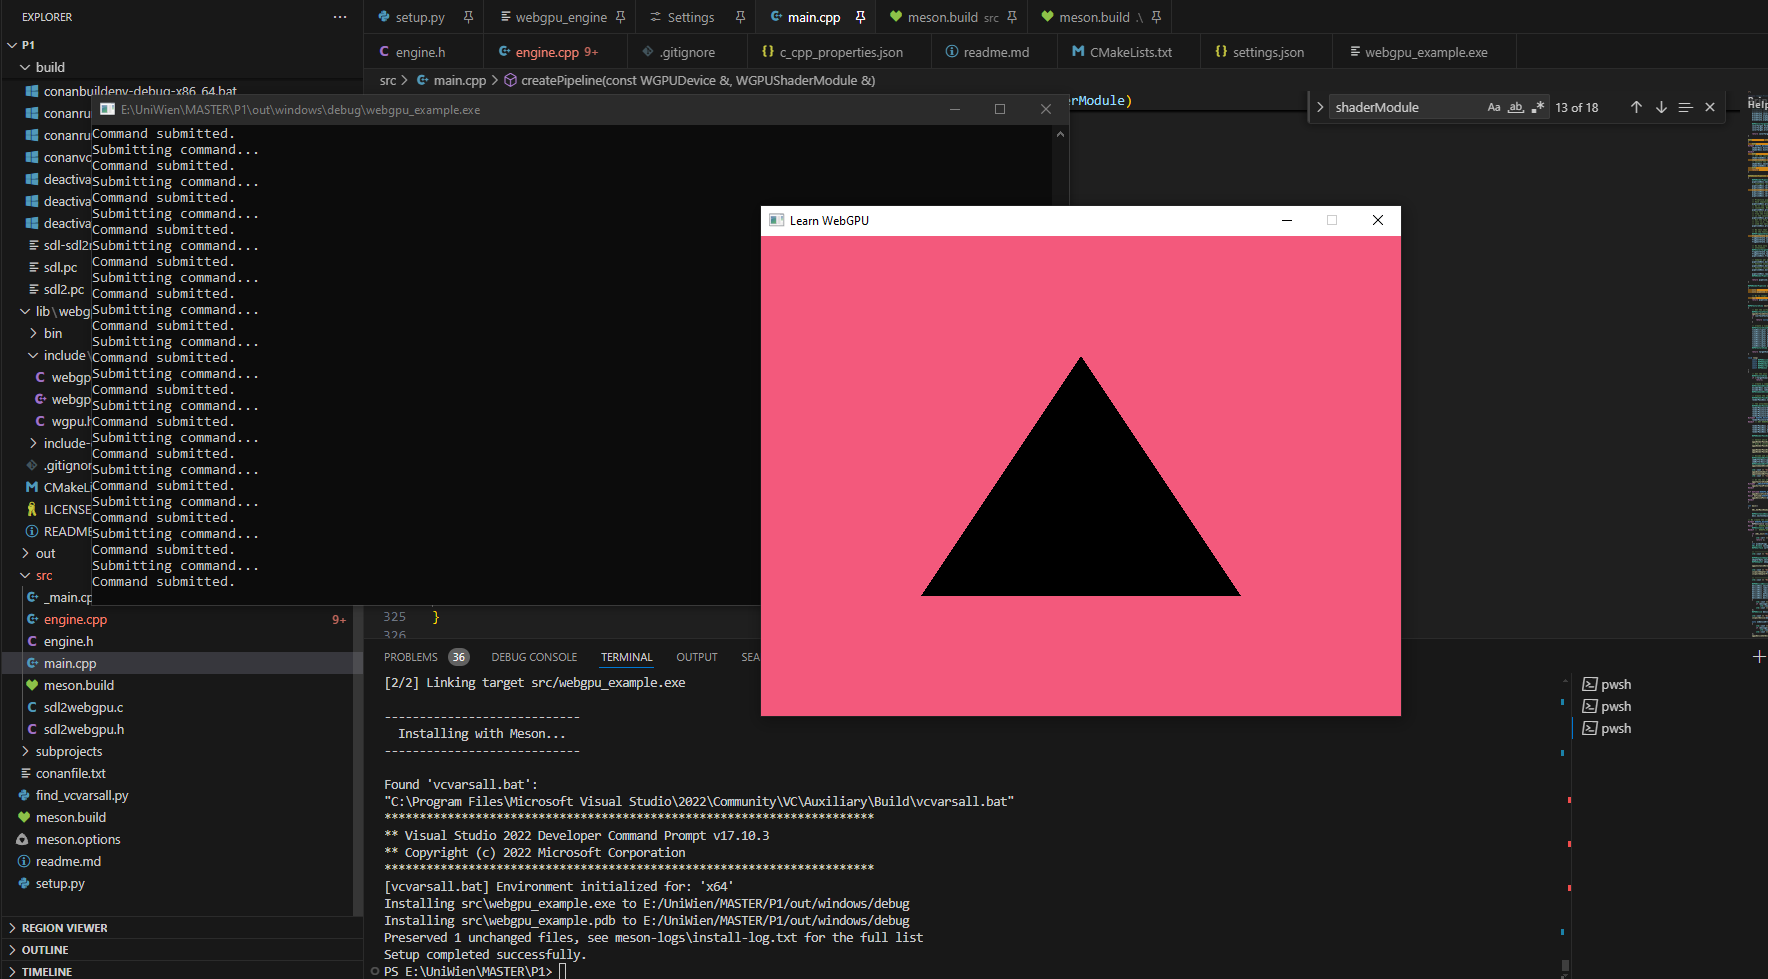 EXPLORER
P1
build
conanbuildenv-debug-x86_64.bat
conanru
conanru
conanvc
deactiva
deactiva
deactiva
sdl-sdl2
sdl.pc
sdl2.pc
lib\webg
bin
include\
webgp
webgp
wgpu.h
include-
.gitignor
CMakeLi
LICENSE
README
out
src
_main.cp
engine.cpp 9+
engine.h
main.cpp
meson.build
sdl2webgpu.c
sdl2webgpu.h
subprojects
conanfile.txt
find_vcvarsall.py
meson.build
meson.options
readme.md
setup.py
REGION VIEWER
OUTLINE
TIMELINE
setup.py webgpu_engine Settings main.cpp meson.build src meson.build .\
engine.h engine.cpp 9+ .gitignore c_cpp_properties.json readme.md CMakeLists.txt settings.json webgpu_example.exe
src > main.cpp > createPipeline(const WGPUDevice &, WGPUShaderModule &)
erModule)
shaderModule Aa ab 13 of 18
Help
E:\UniWien\MASTER\P1\out\windows\debug\webgpu_example.exe
Command submitted.
Submitting command...
Command submitted.
Submitting command...
Command submitted.
Submitting command...
Command submitted.
Submitting command...
Command submitted.
Submitting command...
Command submitted.
Submitting command...
Command submitted.
Submitting command...
Command submitted.
Submitting command...
Command submitted.
Submitting command...
Command submitted.
Submitting command...
Command submitted.
Submitting command...
Command submitted.
Submitting command...
Command submitted.
Submitting command...
Command submitted.
Submitting command...
Command submitted.
Learn WebGPU
325 }
326
PROBLEMS 36 DEBUG CONSOLE TERMINAL OUTPUT SEA
[2/2] Linking target src/webgpu_example.exe
----------------------------
Installing with Meson...
----------------------------
Found 'vcvarsall.bat':
"C:\Program Files\Microsoft Visual Studio\2022\Community\VC\Auxiliary\Build\vcvarsall.bat"
**********************************************************************
** Visual Studio 2022 Developer Command Prompt v17.10.3
** Copyright (c) 2022 Microsoft Corporation
**********************************************************************
[vcvarsall.bat] Environment initialized for: 'x64'
Installing src\webgpu_example.exe to E:/UniWien/MASTER/P1/out/windows/debug
Installing src\webgpu_example.pdb to E:/UniWien/MASTER/P1/out/windows/debug
Preserved 1 unchanged files, see meson-logs\install-log.txt for the full list
Setup completed successfully.
PS E:\UniWien\MASTER\P1>
pwsh
pwsh
pwsh